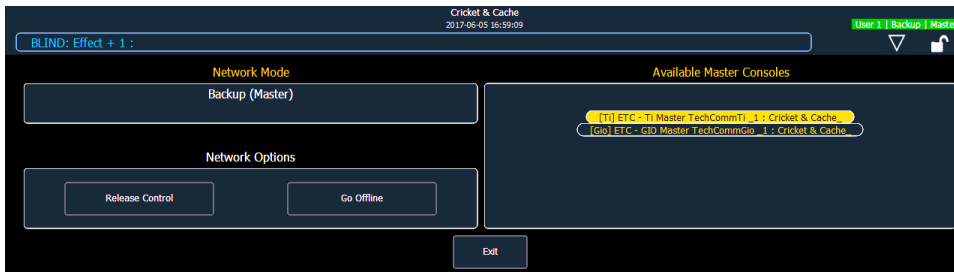 Cricket & Cache
2017-06-05 16:59:09
User 1 | Backup | Maste
BLIND: Effect + 1 :
Network Mode
Backup (Master)
Network Options
Release Control
Go Offline
Available Master Consoles
[Ti] ETC - Ti Master TechCommTi _1 : Cricket & Cache_
[Gio] ETC - GIO Master TechCommGio _1 : Cricket & Cache_
Exit